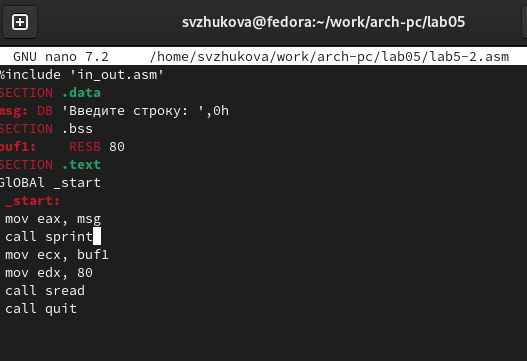 svzhukova@fedora:~/work/arch-pc/lab05
GNU nano 7.2 /home/svzhukova/work/arch-pc/lab05/lab5-2.asm
%include 'in_out.asm'
SECTION .data
msg: DB 'Введите строку: ',0h
SECTION .bss
buf1: RESB 80
SECTION .text
GlOBAl _start
_start:
mov eax, msg
call sprint
mov ecx, buf1
mov edx, 80
call sread
call quit